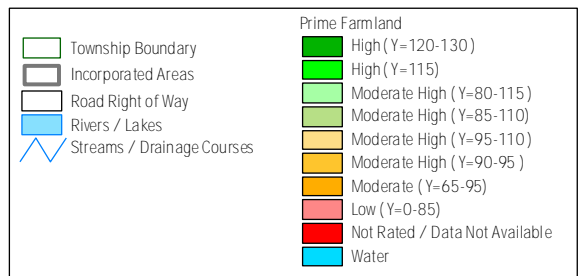 Township Boundary
Incorporated Areas
Road Right of Way
Rivers / Lakes
Streams / Drainage Courses
Prime Farmland
High (Y=120-130)
High (Y=115)
Moderate High (Y=80-115)
Moderate High (Y=85-110)
Moderate High (Y=95-110)
Moderate High (Y=90-95 )
Moderate (Y=65-95)
Low (Y=0-85)
Not Rated / Data Not Available
Water